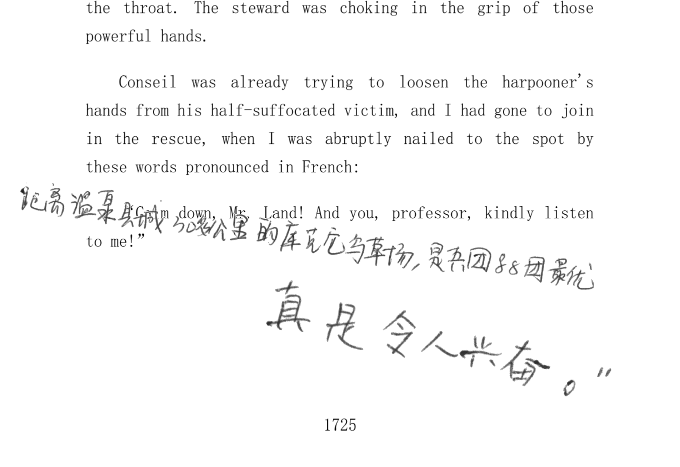 the throat. The steward was choking in the grip of those
powerful hands.
Conseil was already trying to loosen the harpooner's
hands from his half-suffocated victim, and I had gone to join
in the rescue, when I was abruptly nailed to the spot by
these words pronounced in French:
“Calm down, Mr. Land! And you, professor, kindly listen
to me!”
距离温泉县城50多公里的库克它乌草场,是兵团88团最优
真是令人兴奋。"
1725